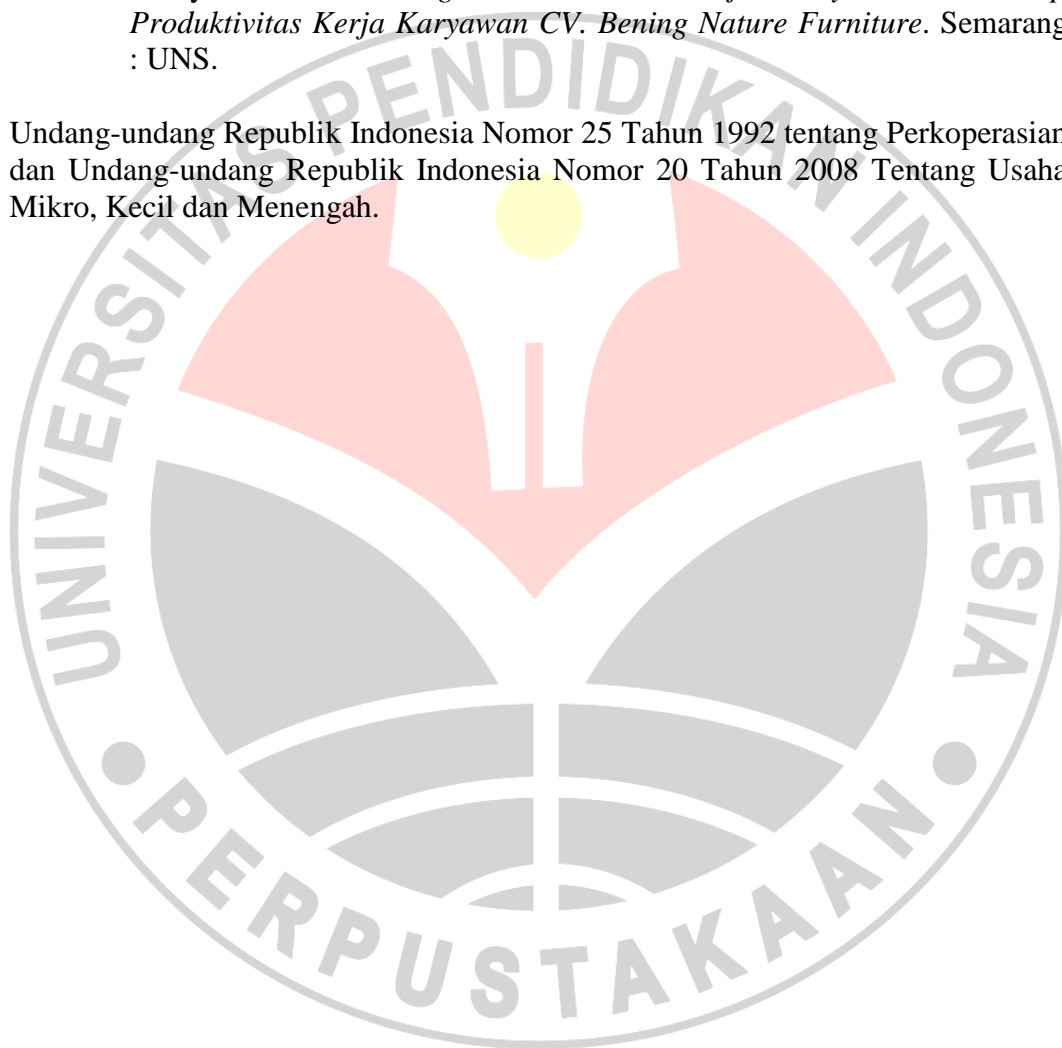 Produktivitas Kerja Karyawan CV. Bening Nature Furniture. Semarang
: UNS.
Undang-undang Republik Indonesia Nomor 25 Tahun 1992 tentang Perkoperasian
dan Undang-undang Republik Indonesia Nomor 20 Tahun 2008 Tentang Usaha
Mikro, Kecil dan Menengah.
UNIVERSITAS PENDIDIKAN INDONESIA
PERPUSTAKAAN